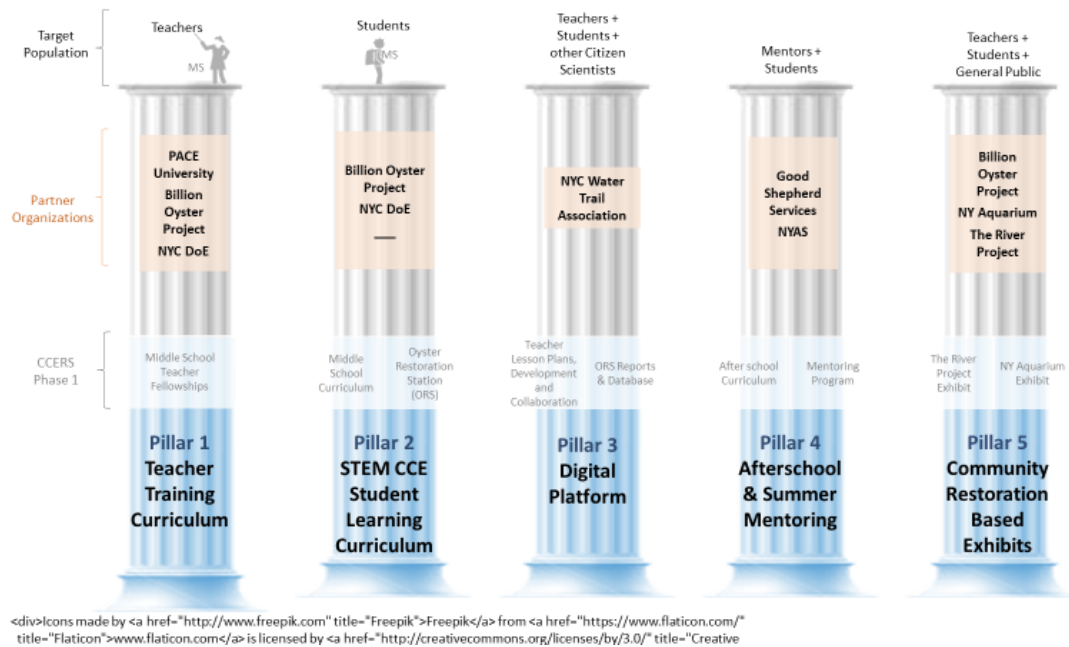 Target
Population
Teachers
MS
Students
MS
Teachers +
Students +
other Citizen
Scientists
Mentors +
Students
Teachers +
Students +
General Public
Partner
Organizations
PACE
University
Billion
Oyster
Project
NYC DoE
Billion Oyster
Project
NYC DoE
NYC Water
Trail
Association
Good
Shepherd
Services
NYAS
Billion
Oyster
Project
NY Aquarium
The River
Project
CCERS
Phase 1
Middle School
Teacher
Fellowships
Middle
School
Curriculum
Oyster
Restoration
Station
(ORS)
Teacher
Lesson Plans,
Development
and
Collaboration
ORS Reports
& Database
After school
Curriculum
Mentoring
Program
The River
Project
Exhibit
NY Aquarium
Exhibit
Pillar 1
Teacher
Training
Curriculum
Pillar 2
STEM CCE
Student
Learning
Curriculum
Pillar 3
Digital
Platform
Pillar 4
Afterschool
& Summer
Mentoring
Pillar 5
Community
Restoration
Based
Exhibits
<div>Icons made by <a href="http://www.freepik.com" title="Freepik">Freepik</a> from <a href="https://www.flaticon.com/"
title="Flaticon">www.flaticon.com</a> is licensed by <a href="http://creativecommons.org/licenses/by/3.0/" title="Creative